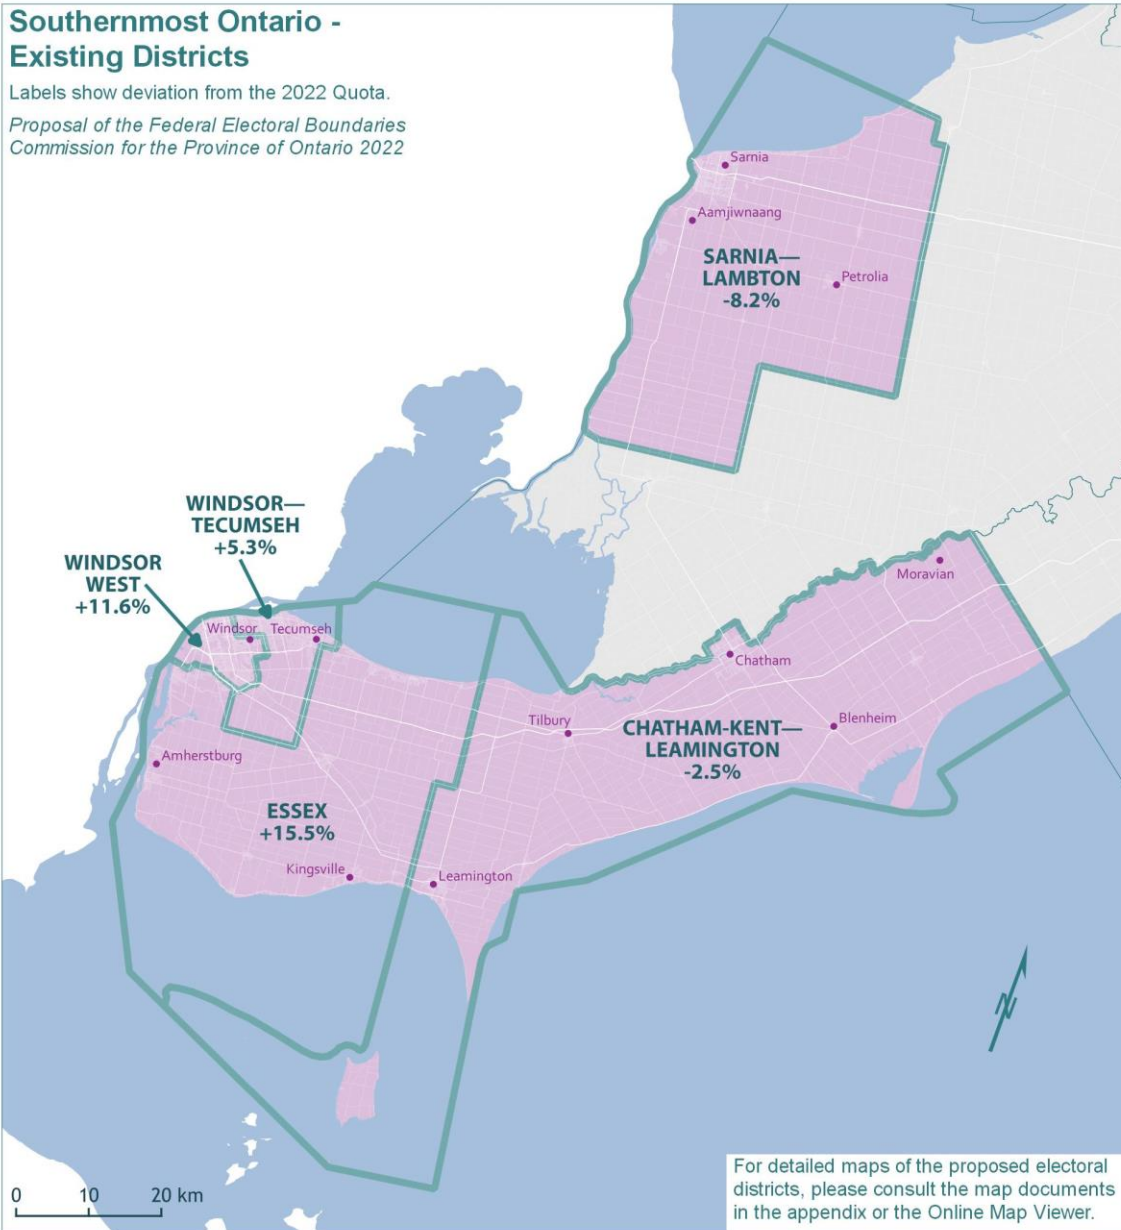 Southernmost Ontario -
Existing Districts
Labels show deviation from the 2022 Quota.
Proposal of the Federal Electoral Boundaries
Commission for the Province of Ontario 2022
Sarnia
Aamjiwnaang
SARNIA—
LAMBTON
-8.2%
Petrolia
WINDSOR—
TECUMSEH
+5.3%
WINDSOR
WEST
+11.6%
Moravian
Windsor
Tecumseh
Chatham
Tilbury
Blenheim
CHATHAM-KENT—
LEAMINGTON
-2.5%
Amherstburg
ESSEX
+15.5%
Kingsville
Leamington
N
0 10 20 km
For detailed maps of the proposed electoral
districts, please consult the map documents
in the appendix or the Online Map Viewer.